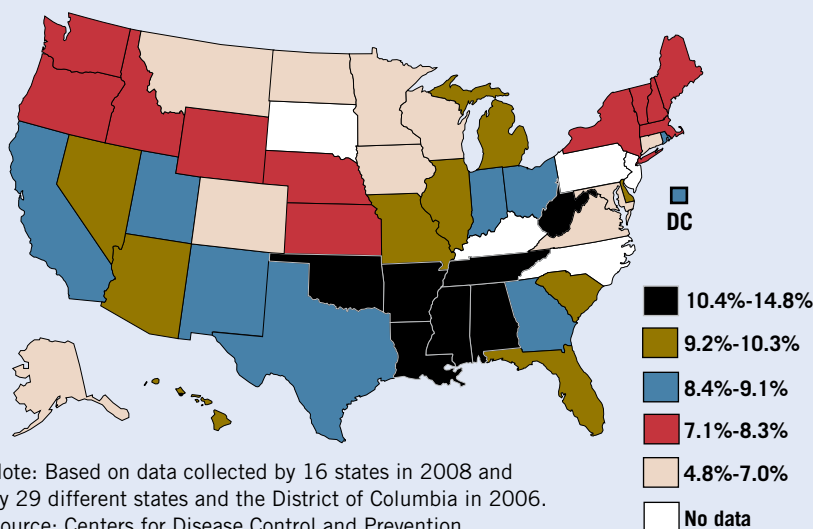 DC
10.4%-14.8%
9.2%-10.3%
8.4%-9.1%
7.1%-8.3%
4.8%-7.0%
No data
ote: Based on data collected by 16 states in 2008 and
y 29 different states and the District of Columbia in 2006.
ource: Centers for Disease Control and Prevention